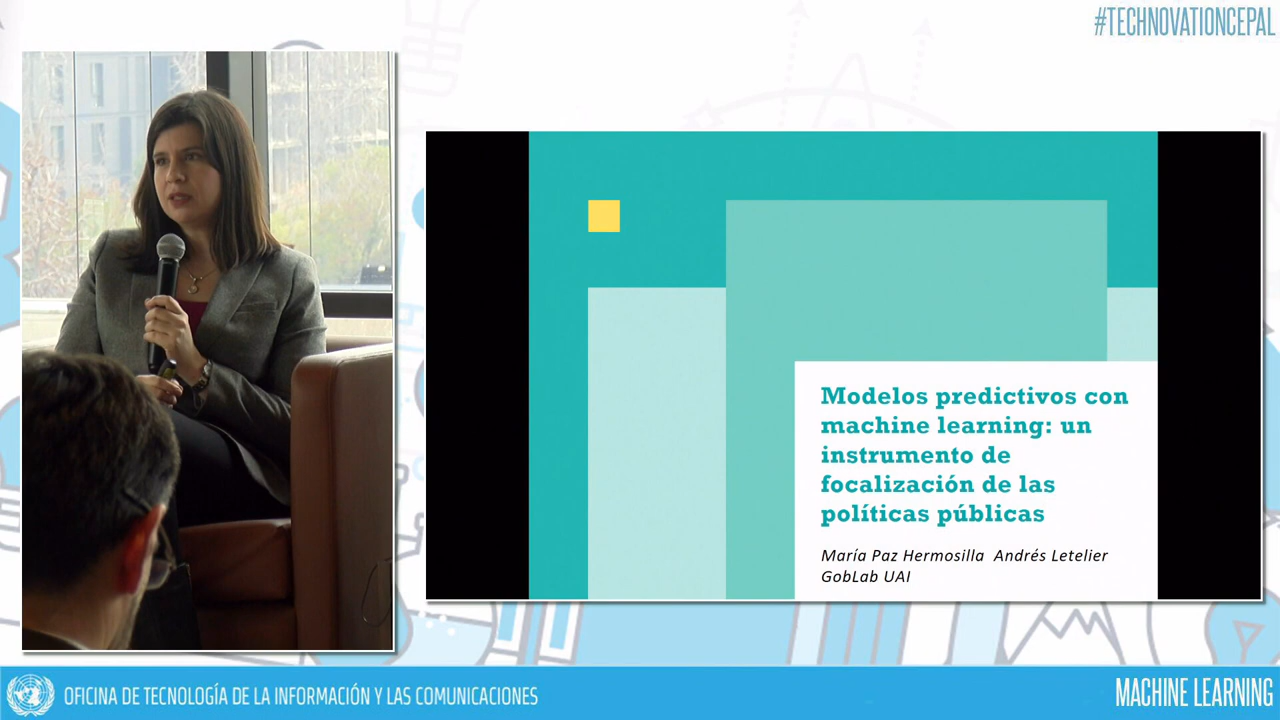 #TECHNOVATIONCEPAL
Modelos predictivos con
machine learning: un
instrumento de
focalización de las
políticas públicas
María Paz Hermosilla Andrés Letelier
GobLab UAI
OFICINA DE TECNOLOGÍA DE LA INFORMACIÓN Y LAS COMUNICACIONES
MACHINE LEARNING